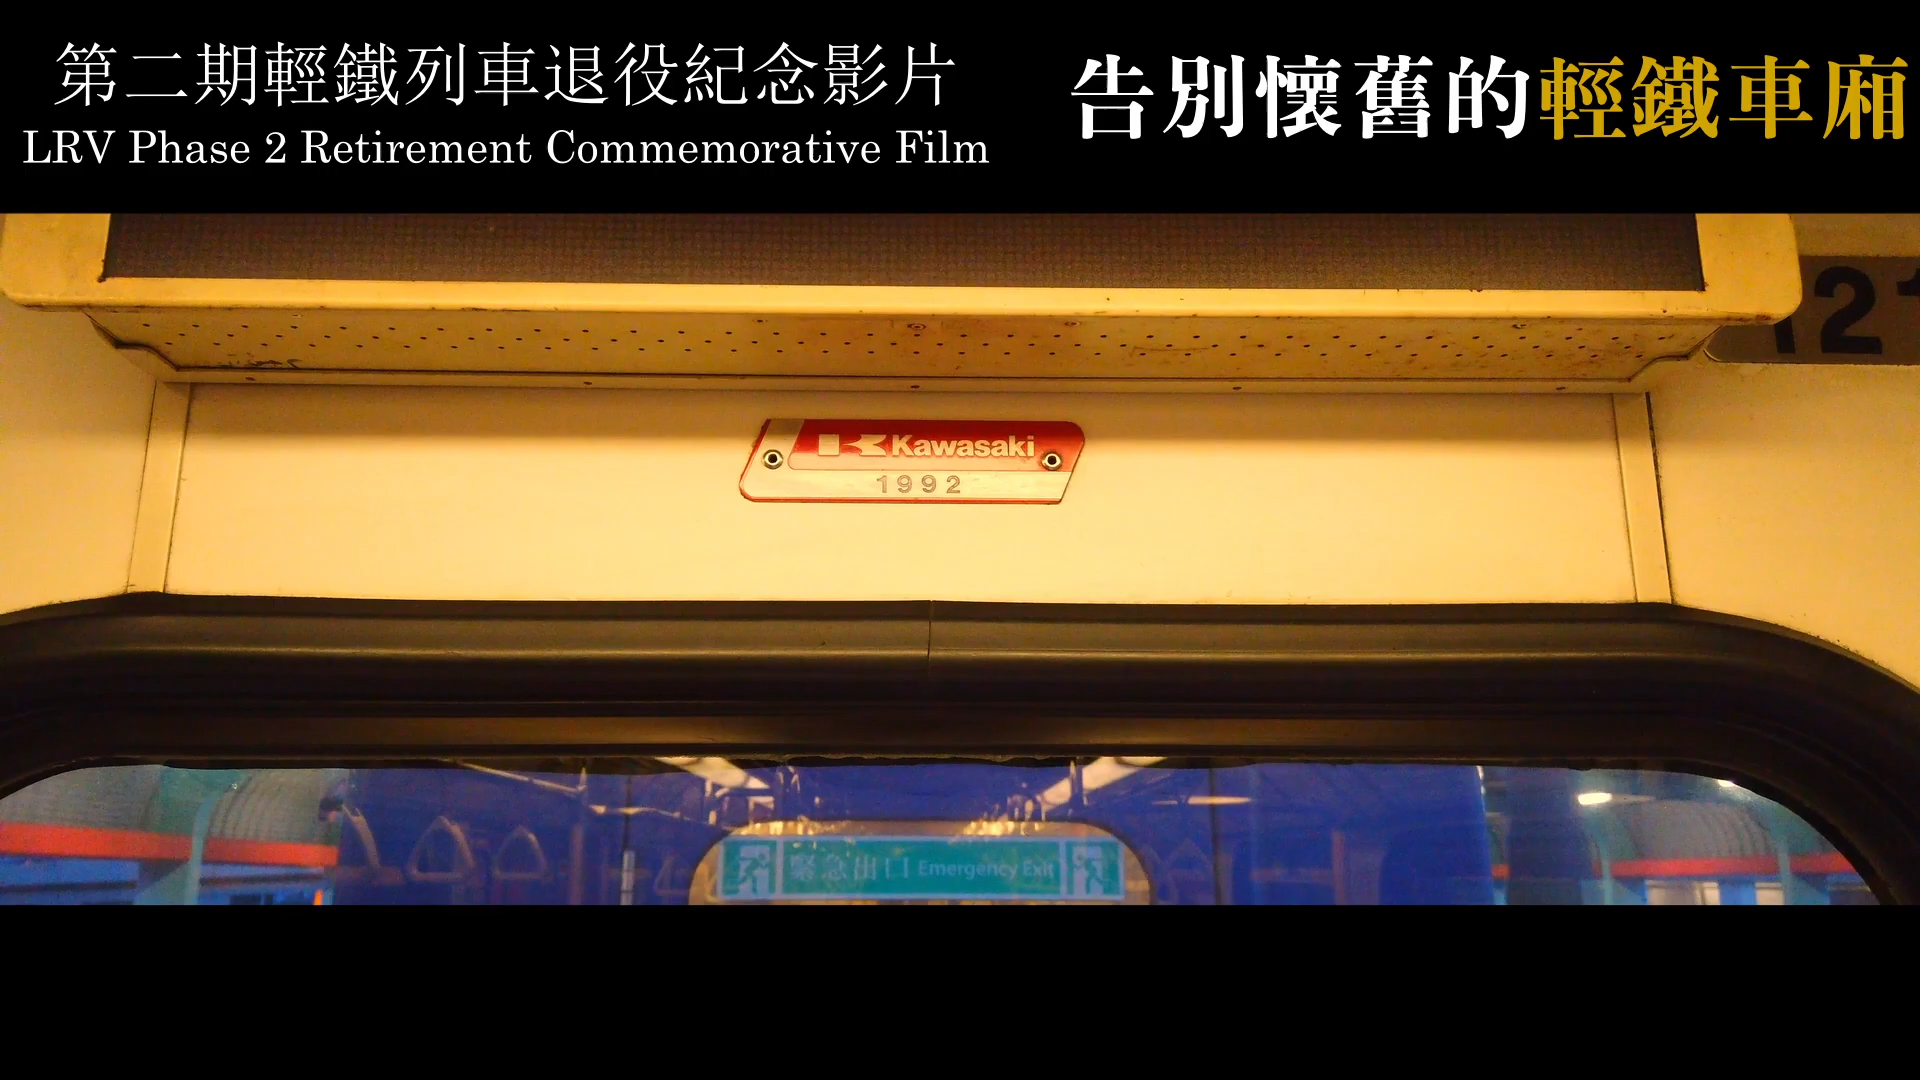 第二期輕鐵列車退役紀念影片
LRV Phase 2 Retirement Commemorative Film
告別懷舊的輕鐵車廂
121
Kawasaki
1992
緊急出口 Emergency Exit